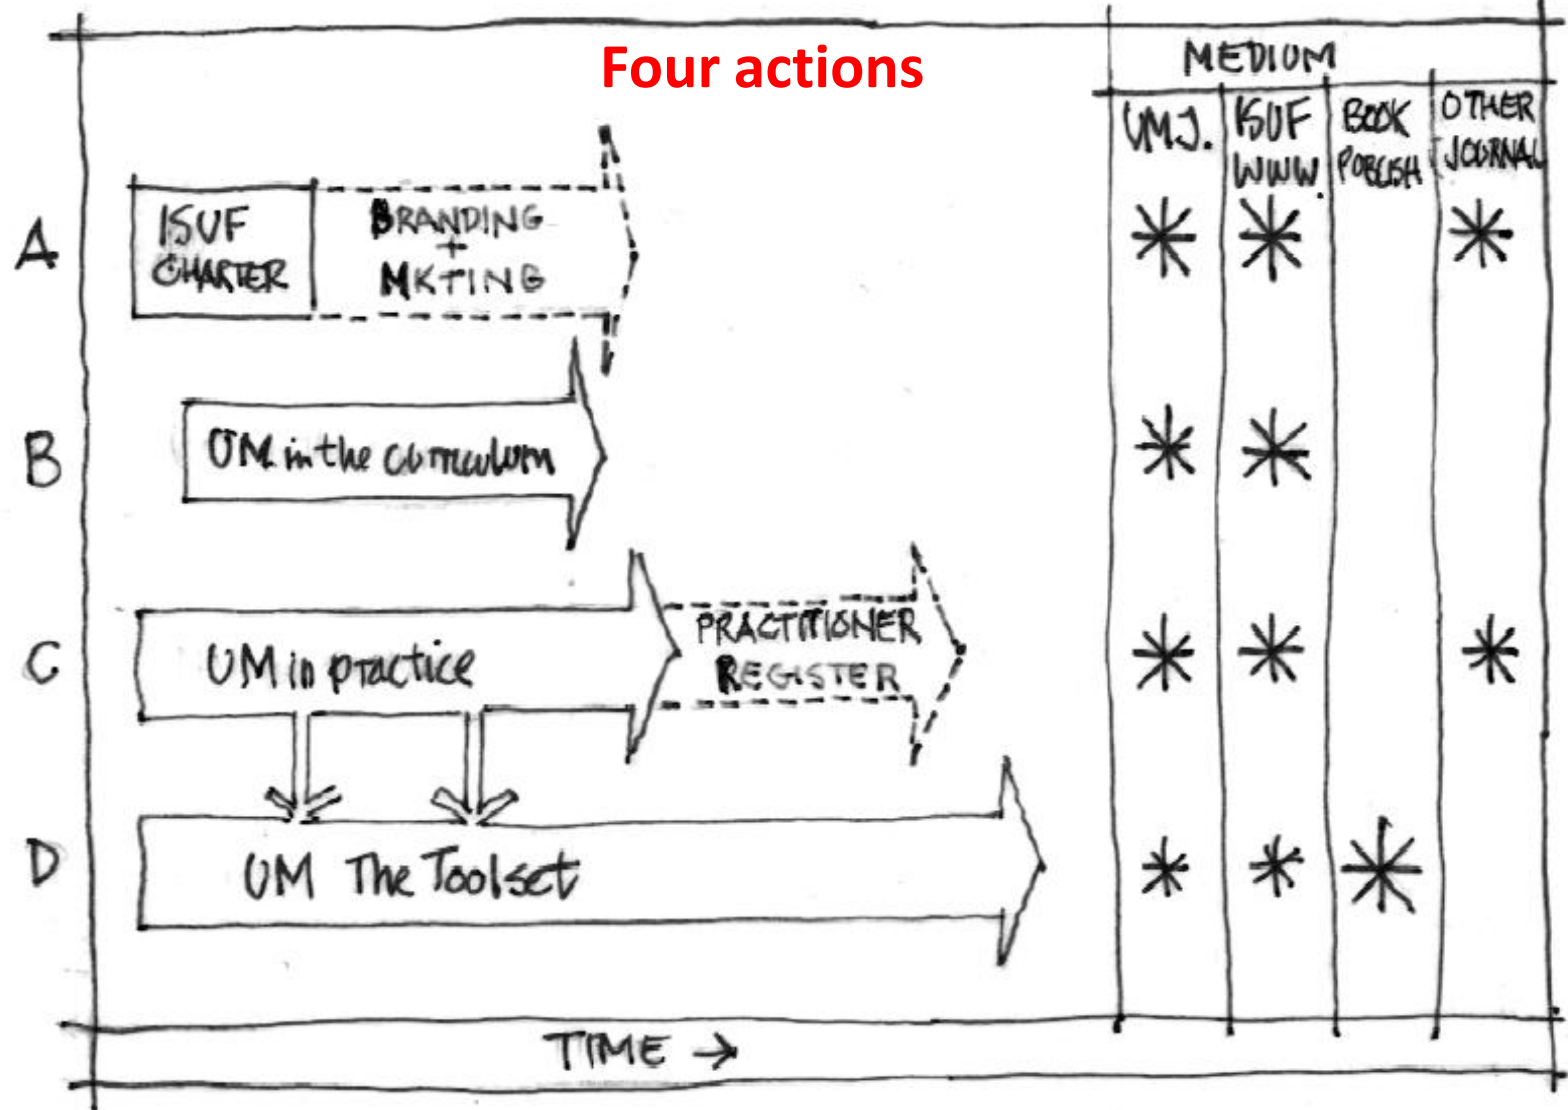 Four actions
MEDIUM
UMJ.
ISUF
WWW.
BOOK
PUBLISH
OTHER
JOURNAL
A
ISUF
CHARTER
BRANDING
+
MKTING
B
UM in the curriculum
C
UM in practice
PRACTITIONER
REGISTER
D
UM The Toolset
TIME →